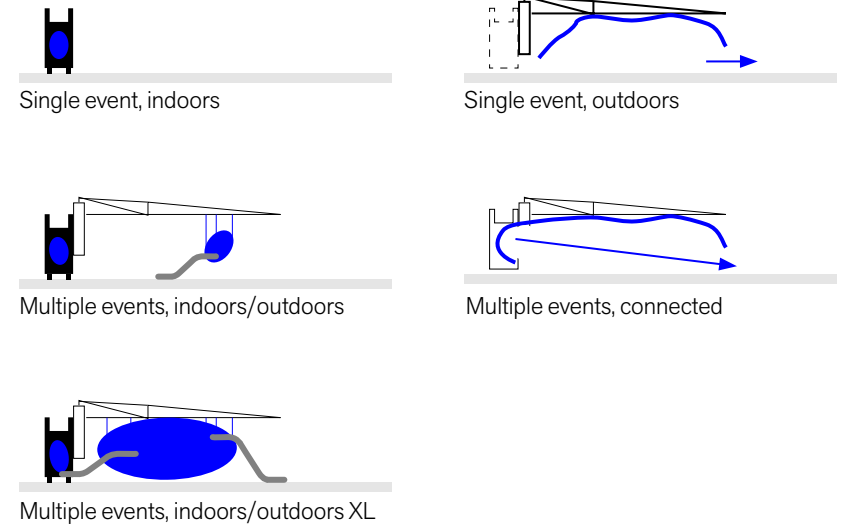 Single event, indoors
Single event, outdoors
Multiple events, indoors/outdoors
Multiple events, connected
Multiple events, indoors/outdoors XL